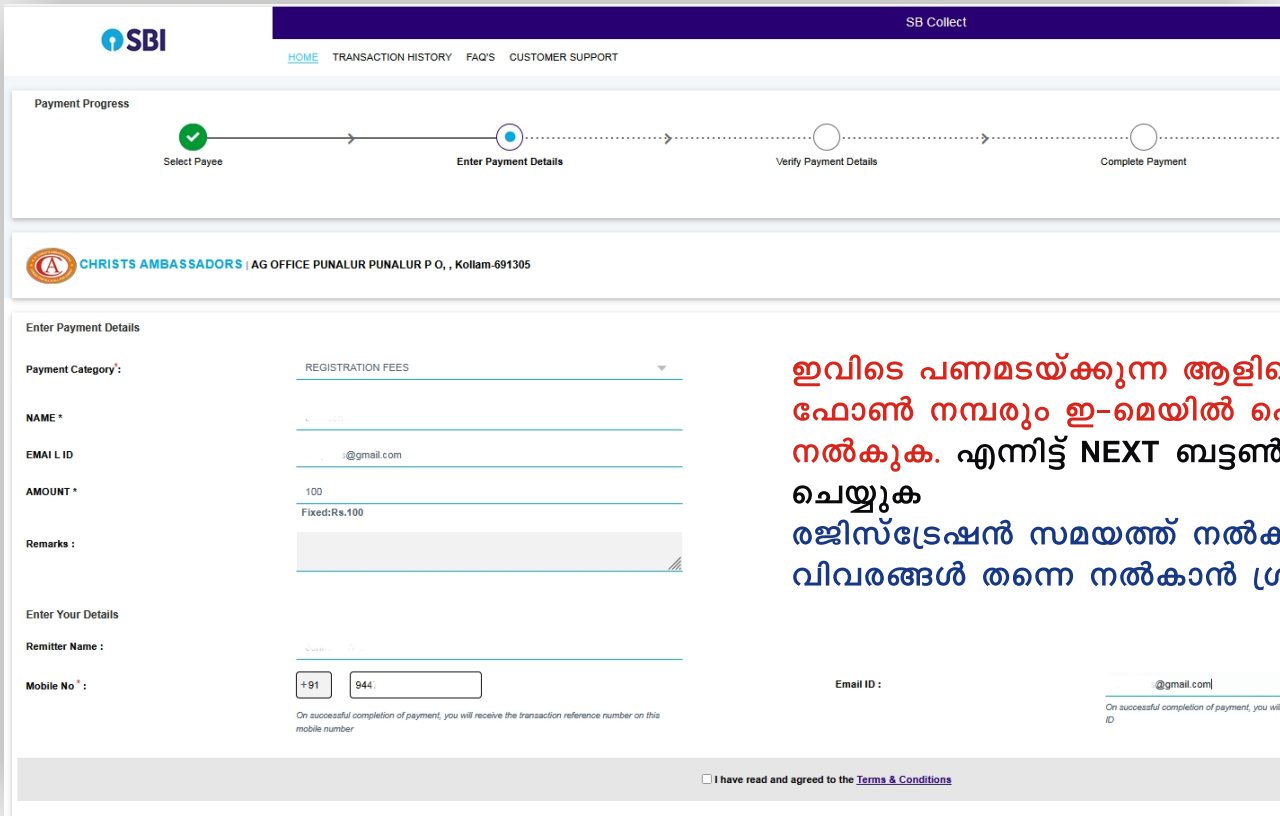 SBI
SB Collect
HOME TRANSACTION HISTORY FAQ'S CUSTOMER SUPPORT
Payment Progress
Select Payee Enter Payment Details Verify Payment Details Complete Payment
CHRISTS AMBASSADORS | AG OFFICE PUNALUR PUNALUR P O, , Kollam-691305
Enter Payment Details
Payment Category*: REGISTRATION FEES
NAME *
EMAI L ID @gmail.com
AMOUNT * 100
Fixed:Rs.100
Remarks :
ഇവിടെ പണമടയ്ക്കുന്ന
ഫോൺ നമ്പരും ഇ-മെയിൽ
നൽകുക. എന്നിട്ട് NEXT ബട്ടൺ
ചെയ്യുക
രജിസ്ട്രേഷൻ സമയത്ത്
വിവരങ്ങൾ തന്നെ നൽകാൻ
Enter Your Details
Remitter Name :
Mobile No * : +91 944 Email ID : @gmail.com
On successful completion of payment, you will receive the transaction reference number on this
mobile number
On successful completion of payment, you will
ID
I have read and agreed to the Terms & Conditions